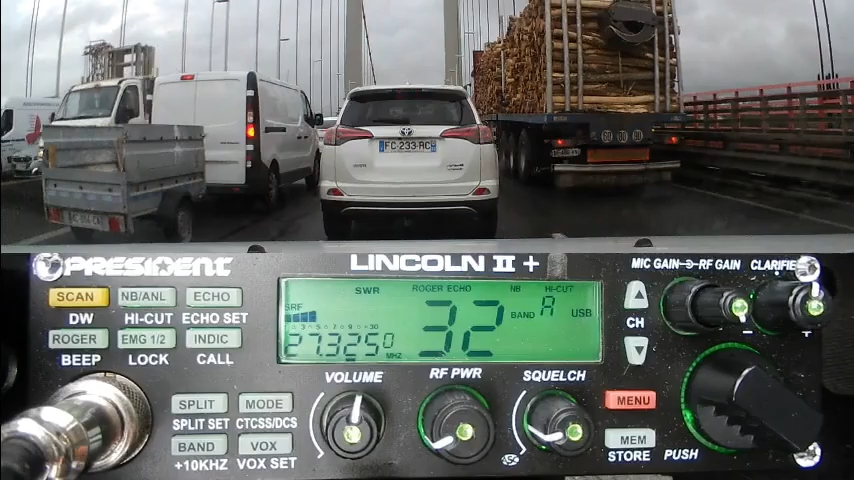 FC 233 RC
PRESIDENT
LINCOLN II +
MIC GAIN RF GAIN CLARIFIE
SCAN NB/ANL ECHO
DW HI-CUT ECHO SET
ROGER EMG 1/2 INDIC
BEEP LOCK CALL
SWR ROGER ECHO NB HI-CUT
SRF
32 BAND A USB
27.3250 MHZ
CH
VOLUME RF PWR SQUELCH
SPLIT MODE
SPLIT SET CTCSS/DCS
BAND VOX
+10KHZ VOX SET
ASC
MENU
MEM
STORE PUSH